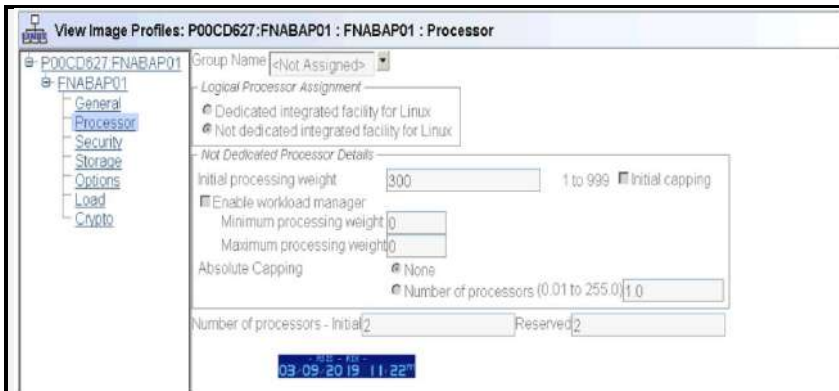 View Image Profiles: P00CD627:FNABAP01 : FNABAP01 : Processor
P00CD627:FNABAP01
FNABAP01
General
Processor
Security
Storage
Options
Load
Crypto
Group Name <Not Assigned>
Logical Processor Assignment
Dedicated integrated facility for Linux
Not dedicated integrated facility for Linux
Not Dedicated Processor Details
Initial processing weight 300 1 to 999 Initial capping
Enable workload manager
Minimum processing weight 0
Maximum processing weight 0
Absolute Capping None
Number of processors (0.01 to 255.0) 1.0
Number of processors - Initial 2 Reserved 2
03-09-2019 11:22